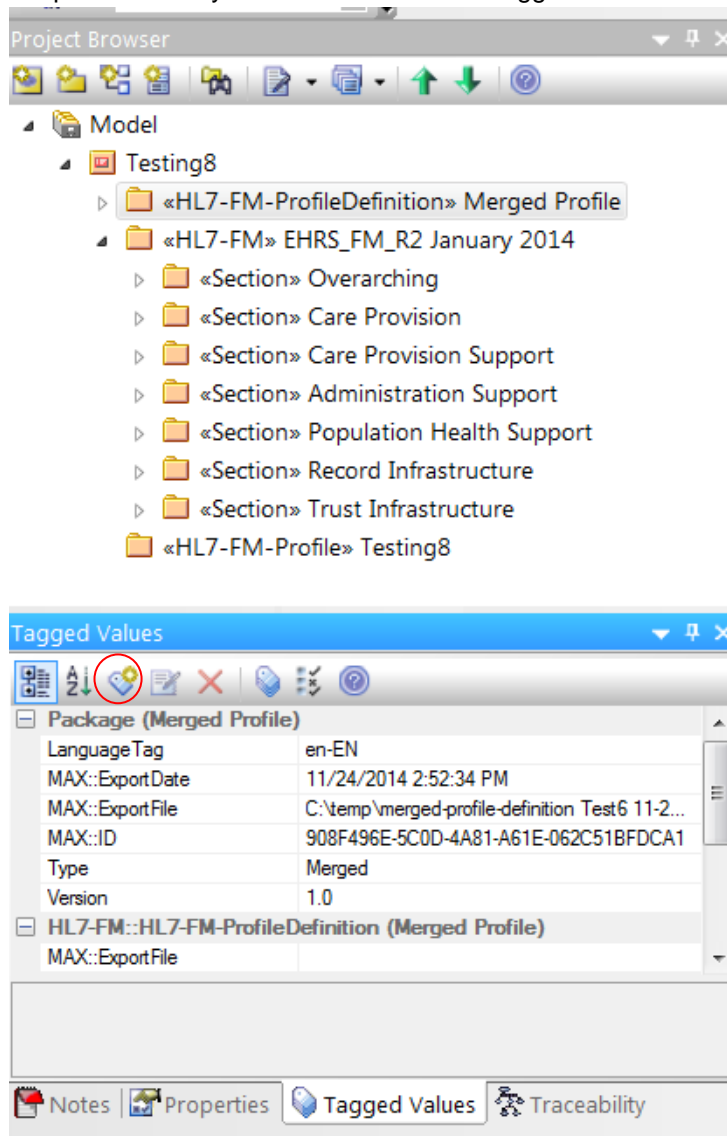 Project Browser
Model
Testing8
«HL7-FM-ProfileDefinition» Merged Profile
«HL7-FM» EHRS_FM_R2 January 2014
«Section» Overarching
«Section» Care Provision
«Section» Care Provision Support
«Section» Administration Support
«Section» Population Health Support
«Section» Record Infrastructure
«Section» Trust Infrastructure
«HL7-FM-Profile» Testing8
Tagged Values
Package (Merged Profile)
LanguageTag en-EN
MAX::ExportDate 11/24/2014 2:52:34 PM
MAX::ExportFile C:\temp\merged-profile-definition Test6 11-2...
MAX::ID 908F496E-5C0D-4A81-A61E-062C51BFDCA1
Type Merged
Version 1.0
HL7-FM::HL7-FM-ProfileDefinition (Merged Profile)
MAX::ExportFile
Notes Properties Tagged Values Traceability